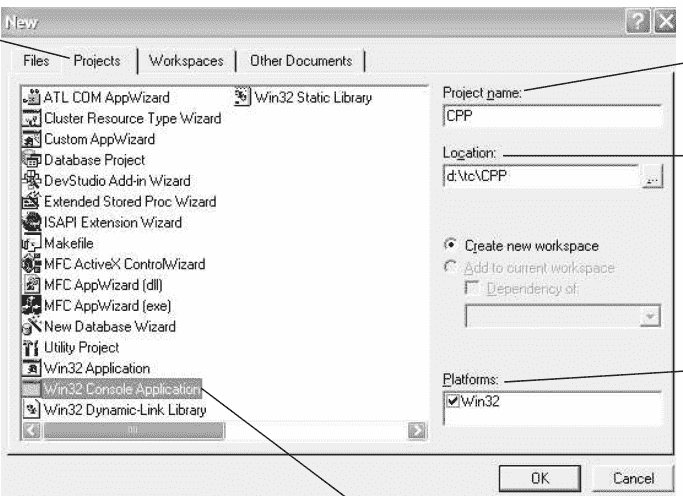 New
Files Projects Workspaces Other Documents
ATL COM AppWizard
Cluster Resource Type Wizard
Custom AppWizard
Database Project
DevStudio Add-in Wizard
Extended Stored Proc Wizard
ISAPI Extension Wizard
Makefile
MFC ActiveX ControlWizard
MFC AppWizard (dll)
MFC AppWizard (exe)
New Database Wizard
Utility Project
Win32 Application
Win32 Console Application
Win32 Dynamic-Link Library
Win32 Static Library
Project name:
CPP
Location:
d:\tc\CPP
...
Create new workspace
Add to current workspace
Dependency of:
Platforms:
Win32
OK Cancel